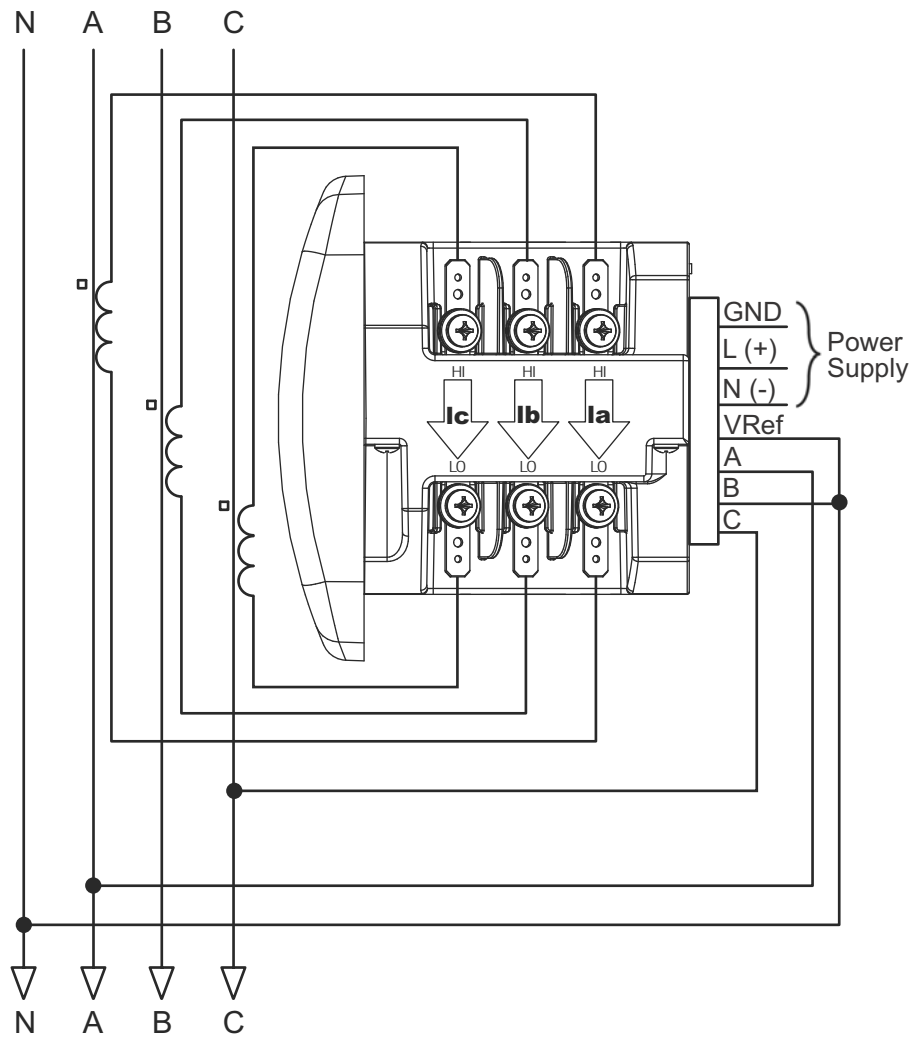 N A B C
GND
L (+)
N (-)
Power
Supply
VRef
A
B
C
HI HI HI
Ic Ib Ia
LO LO LO
N A B C